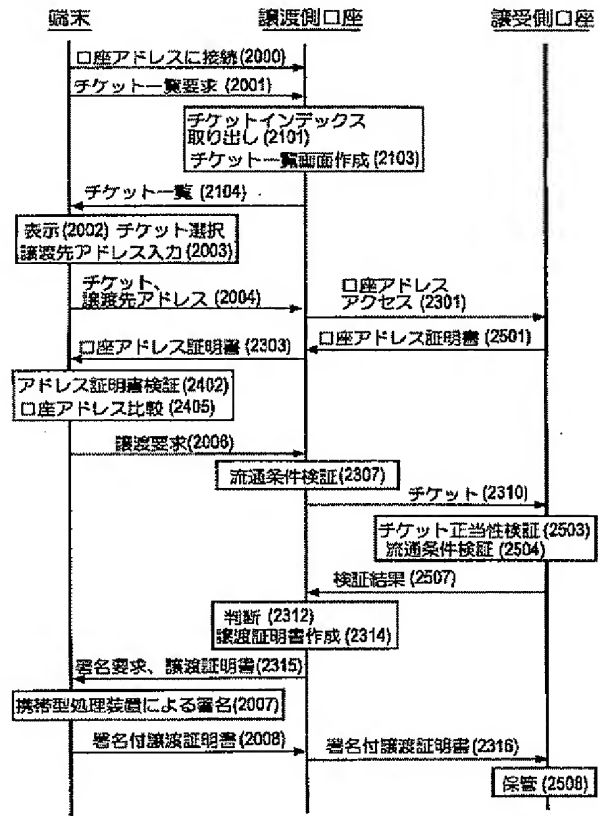 端末 譲渡側口座 譲受側口座
口座アドレスに接続(2000)
チケット一覧要求 (2001)
チケットインデックス
取り出し (2101)
チケット一覧画面作成 (2103)
チケット一覧 (2104)
表示(2002) チケット選択
譲渡先アドレス入力(2003)
チケット、
譲渡先アドレス (2004)
口座アドレス
アクセス (2301)
口座アドレス証明書 (2501)
口座アドレス証明書 (2303)
アドレス証明書検証 (2402)
口座アドレス比較 (2405)
譲渡要求(2006)
流通条件検証 (2307)
チケット (2310)
チケット正当性検証 (2503)
流通条件検証 (2504)
検証結果 (2507)
判断 (2312)
譲渡証明書作成 (2314)
署名要求、譲渡証明書(2315)
携帯型処理装置による署名(2007)
署名付譲渡証明書 (2008)
署名付譲渡証明書 (2316)
保管 (2508)